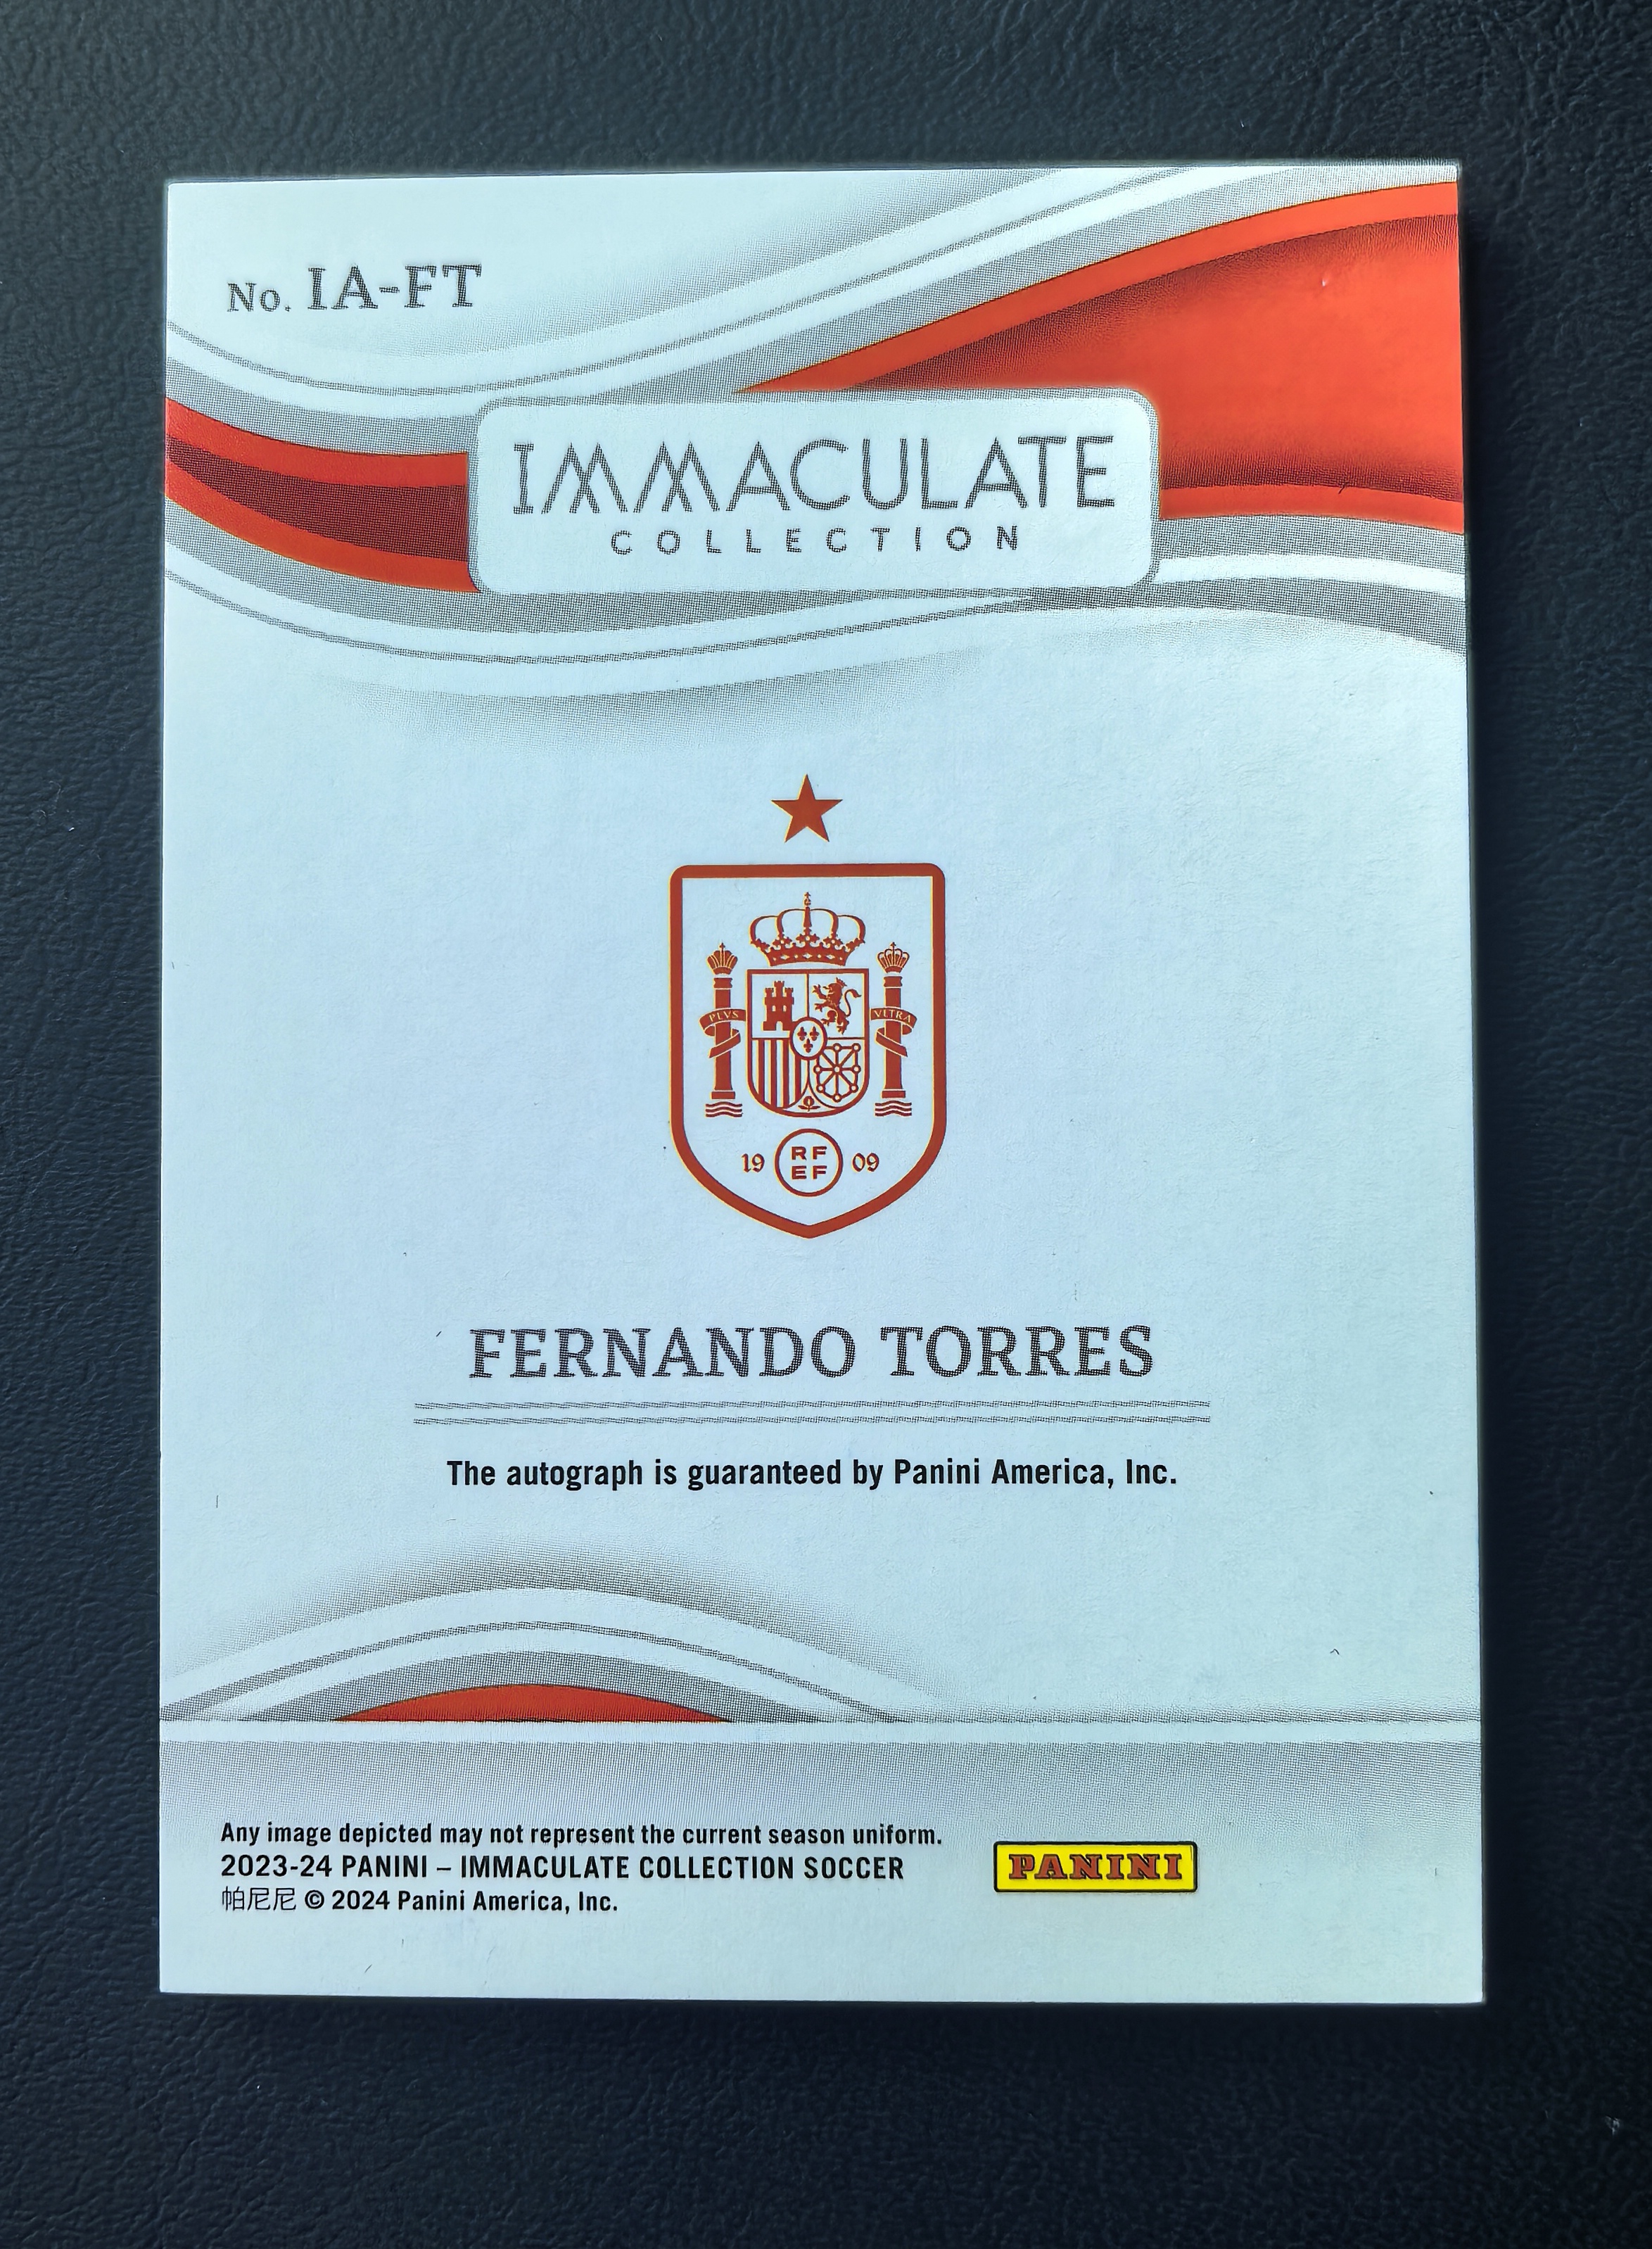 No. IA-FT
IMMACULATE
COLLECTION
PLVS VLTRA
19 RF EF 09
FERNANDO TORRES
The autograph is guaranteed by Panini America, Inc.
Any image depicted may not represent the current season uniform.
2023-24 PANINI – IMMACULATE COLLECTION SOCCER
帕尼尼 © 2024 Panini America, Inc.
PANINI